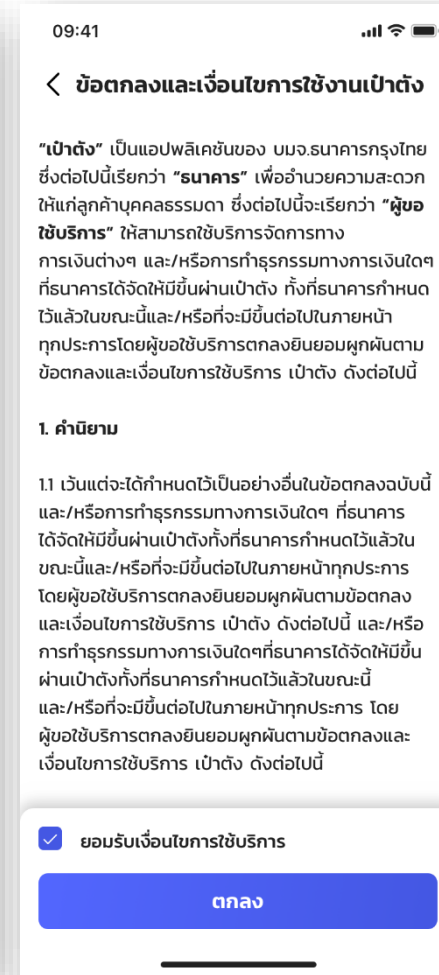 09:41
ข้อตกลงและเงื่อนไขการใช้งานเป๋าตัง
“เป๋าตัง” เป็นแอปพลิเคชันของ บมจ.ธนาคารกรุงไทย
ซึ่งต่อไปนี้เรียกว่า “ธนาคาร” เพื่ออำนวยความสะดวก
ให้แก่ลูกค้าบุคคลธรรมดา ซึ่งต่อไปนี้จะเรียกว่า “ผู้ขอ
ใช้บริการ” ให้สามารถใช้บริการจัดการทาง
การเงินต่างๆ และ/หรือการทำธุรกรรมทางการเงินใดๆ
ที่ธนาคารได้จัดให้มีขึ้นผ่านเป๋าตัง ทั้งที่ธนาคารกำหนด
ไว้แล้วในขณะนี้และ/หรือที่จะมีขึ้นต่อไปในภายหน้า
ทุกประการโดยผู้ขอใช้บริการตกลงยินยอมผูกผันตาม
ข้อตกลงและเงื่อนไขการใช้บริการ เป๋าตัง ดังต่อไปนี้
1. คำนิยาม
1.1 เว้นแต่จะได้กำหนดไว้เป็นอย่างอื่นในข้อตกลงฉบับนี้
และ/หรือการทำธุรกรรมทางการเงินใดๆ ที่ธนาคาร
ได้จัดให้มีขึ้นผ่านเป๋าตังทั้งที่ธนาคารกำหนดไว้แล้วใน
ขณะนี้และ/หรือที่จะมีขึ้นต่อไปในภายหน้าทุกประการ
โดยผู้ขอใช้บริการตกลงยินยอมผูกผันตามข้อตกลง
และเงื่อนไขการใช้บริการ เป๋าตัง ดังต่อไปนี้ และ/หรือ
การทำธุรกรรมทางการเงินใดๆที่ธนาคารได้จัดให้มีขึ้น
ผ่านเป๋าตังทั้งที่ธนาคารกำหนดไว้แล้วในขณะนี้
และ/หรือที่จะมีขึ้นต่อไปในภายหน้าทุกประการ โดย
ผู้ขอใช้บริการตกลงยินยอมผูกผันตามข้อตกลงและ
เงื่อนไขการใช้บริการ เป๋าตัง ดังต่อไปนี้
ยอมรับเงื่อนไขการใช้บริการ
ตกลง